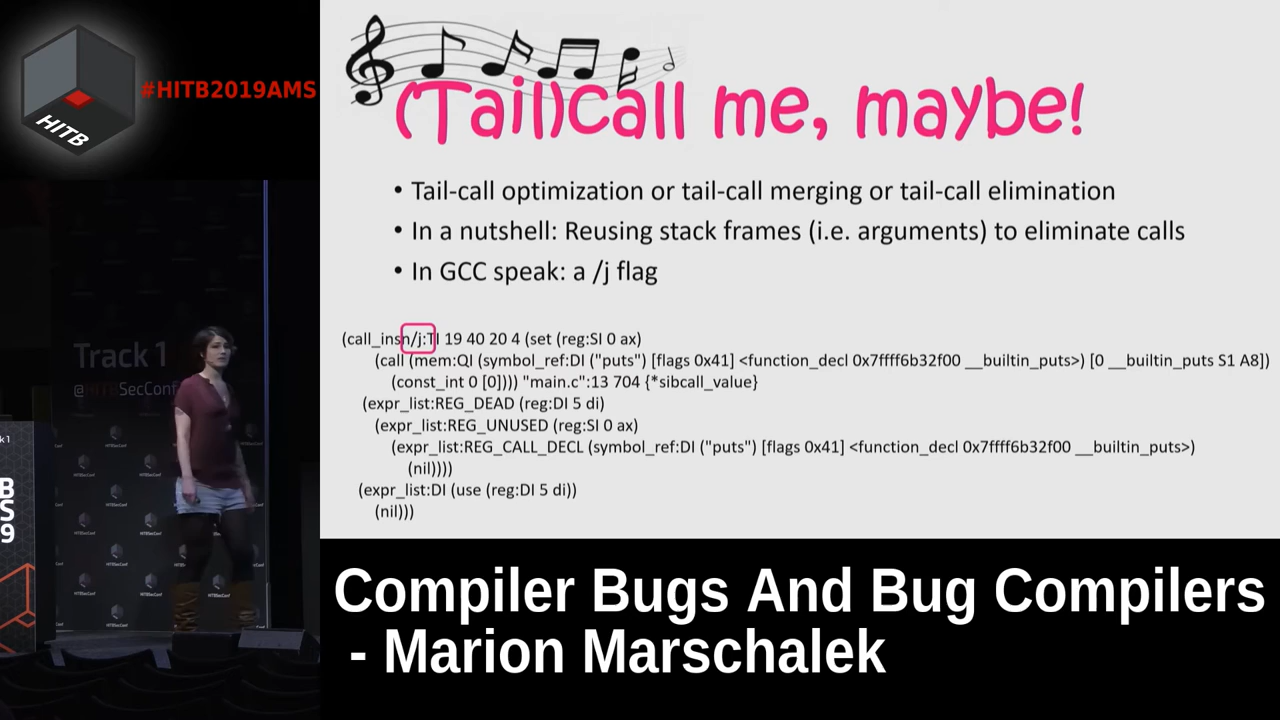 #HITB2019AMS
HITB
(Tail)call me, maybe!
• Tail-call optimization or tail-call merging or tail-call elimination
• In a nutshell: Reusing stack frames (i.e. arguments) to eliminate calls
• In GCC speak: a /j flag
(call_insn/j:TI 19 40 20 4 (set (reg:SI 0 ax)
(call (mem:QI (symbol_ref:DI ("puts") [flags 0x41] <function_decl 0x7ffff6b32f00 __builtin_puts>) [0 __builtin_puts S1 A8])
(const_int 0 [0]))) "main.c":13 704 {*sibcall_value}
(expr_list:REG_DEAD (reg:DI 5 di)
(expr_list:REG_UNUSED (reg:SI 0 ax)
(expr_list:REG_CALL_DECL (symbol_ref:DI ("puts") [flags 0x41] <function_decl 0x7ffff6b32f00 __builtin_puts>)
(nil))))
(expr_list:DI (use (reg:DI 5 di))
(nil)))
Track 1
@HITBSecConf
k 1
B
S
9
Compiler Bugs And Bug Compilers
- Marion Marschalek